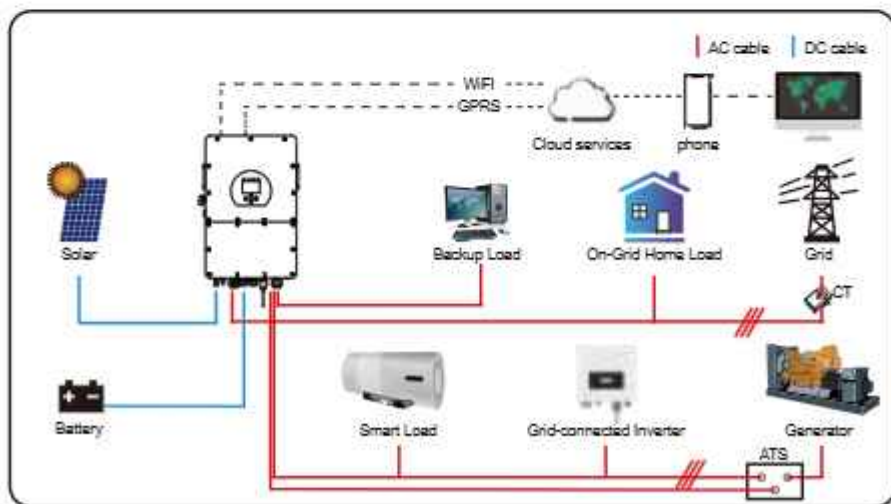 AC cable
DC cable
WiFI
GPRS
Cloud services
phone
Solar
Backup Load
On-Grid Home Load
Grid
CT
Battery
Smart Load
Grid-connected Inverter
Generator
ATS